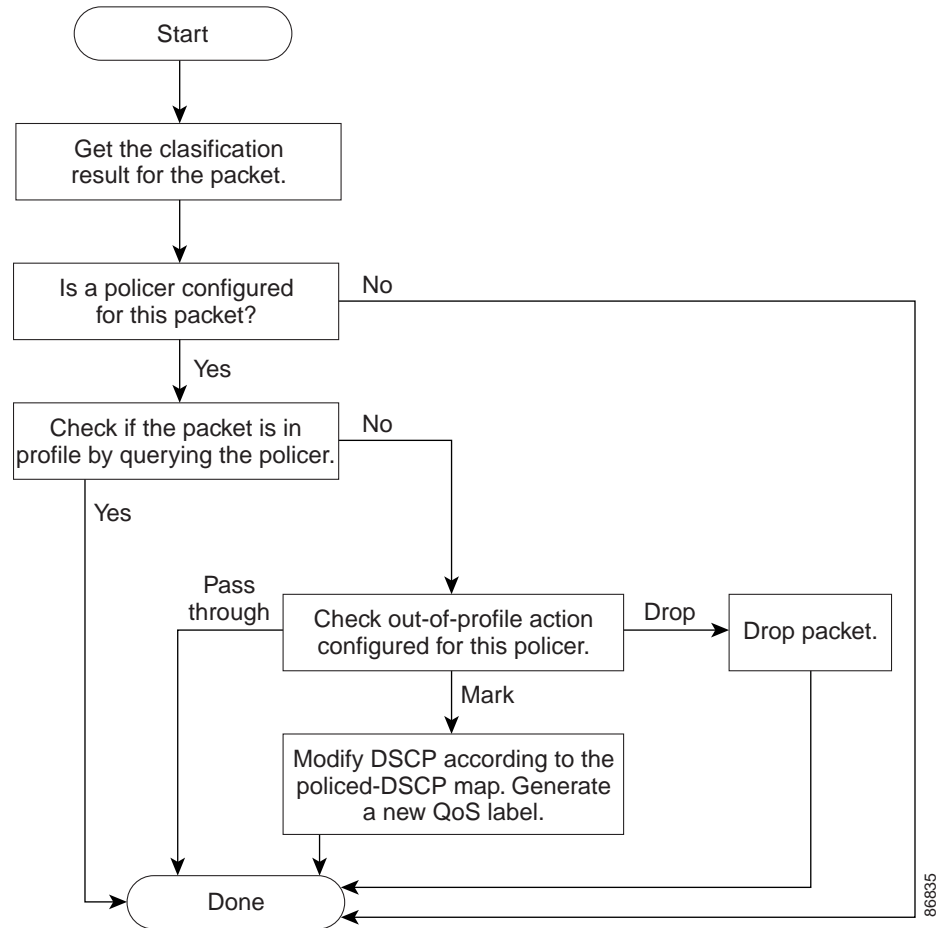 Start
Get the clasification
result for the packet.
Is a policer configured
for this packet?
No
Yes
Check if the packet is in
profile by querying the policer.
No
Yes
Pass
through
Check out-of-profile action
configured for this policer.
Drop
Drop packet.
Mark
Modify DSCP according to the
policed-DSCP map. Generate
a new QoS label.
Done
86835